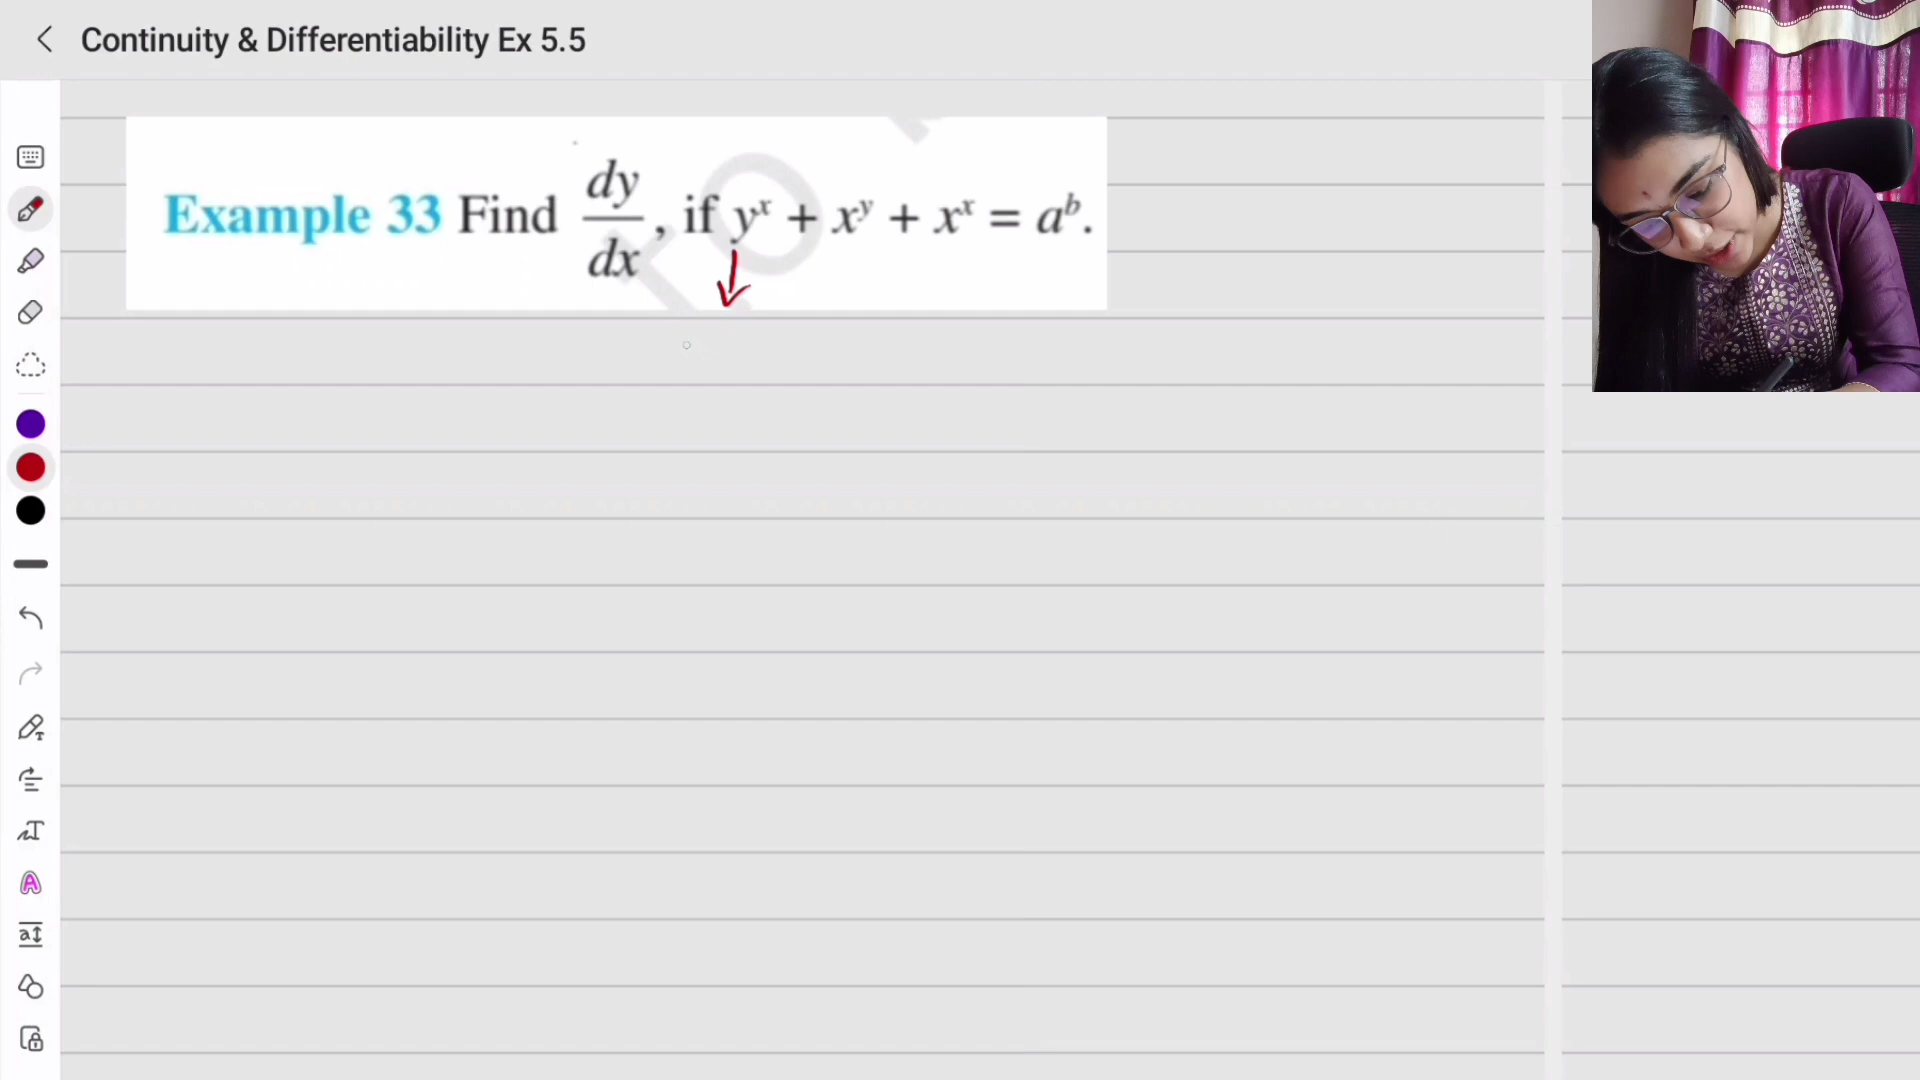 Continuity & Differentiability Ex 5.5
Example 33 Find dy/dx, if y^x + x^y + x^x = a^b.